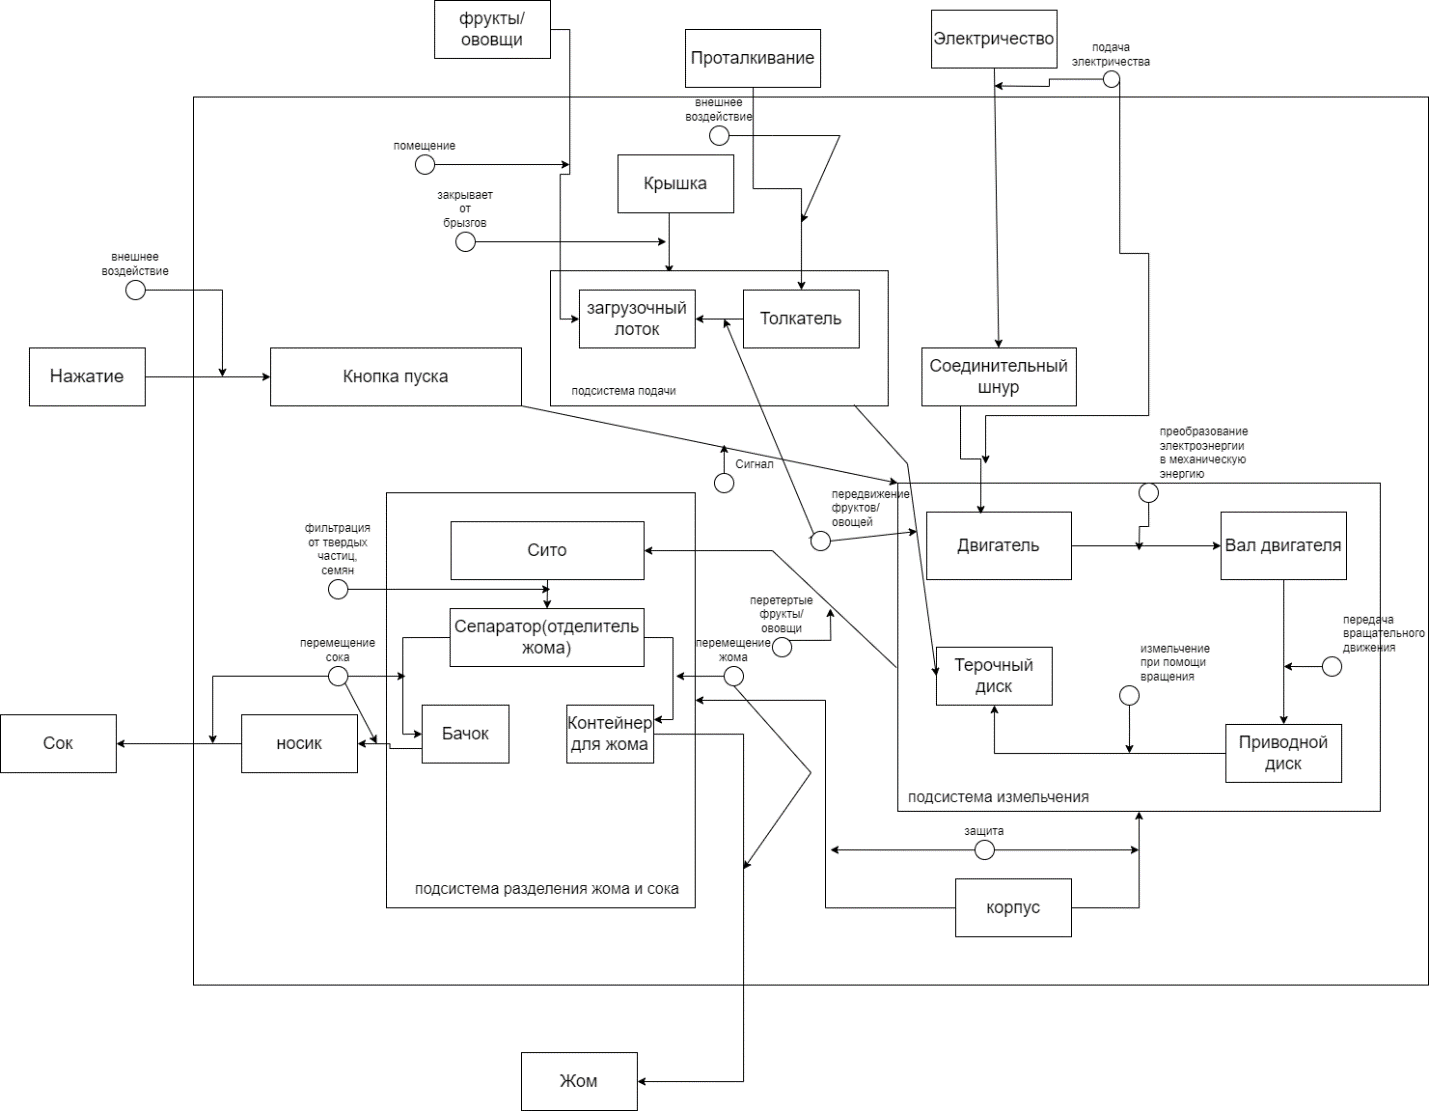 фрукты/
ововщи
Проталкивание
Электричество
подача
электричества
внешнее
воздействие
помещение
Крышка
закрывает
от
брызгов
внешнее
воздействие
загрузочный
лоток
Толкатель
подсистема подачи
Нажатие
Кнопка пуска
Соединительный
шнур
Сигнал
преобразование
электроэнергии
в механическую
энергию
передвижение
фруктов/
овощей
Двигатель
Вал двигателя
фильтрация
от твердых
частиц,
семян
Сито
Сепаратор(отделитель
жома)
перетертые
фрукты/
ововщи
перемещение
сока
перемещение
жома
Терочный
диск
измельчение
при помощи
вращения
передача
вращательного
движения
Сок
носик
Бачок
Контейнер
для жома
Приводной
диск
подсистема измельчения
защита
подсистема разделения жома и сока
корпус
Жом